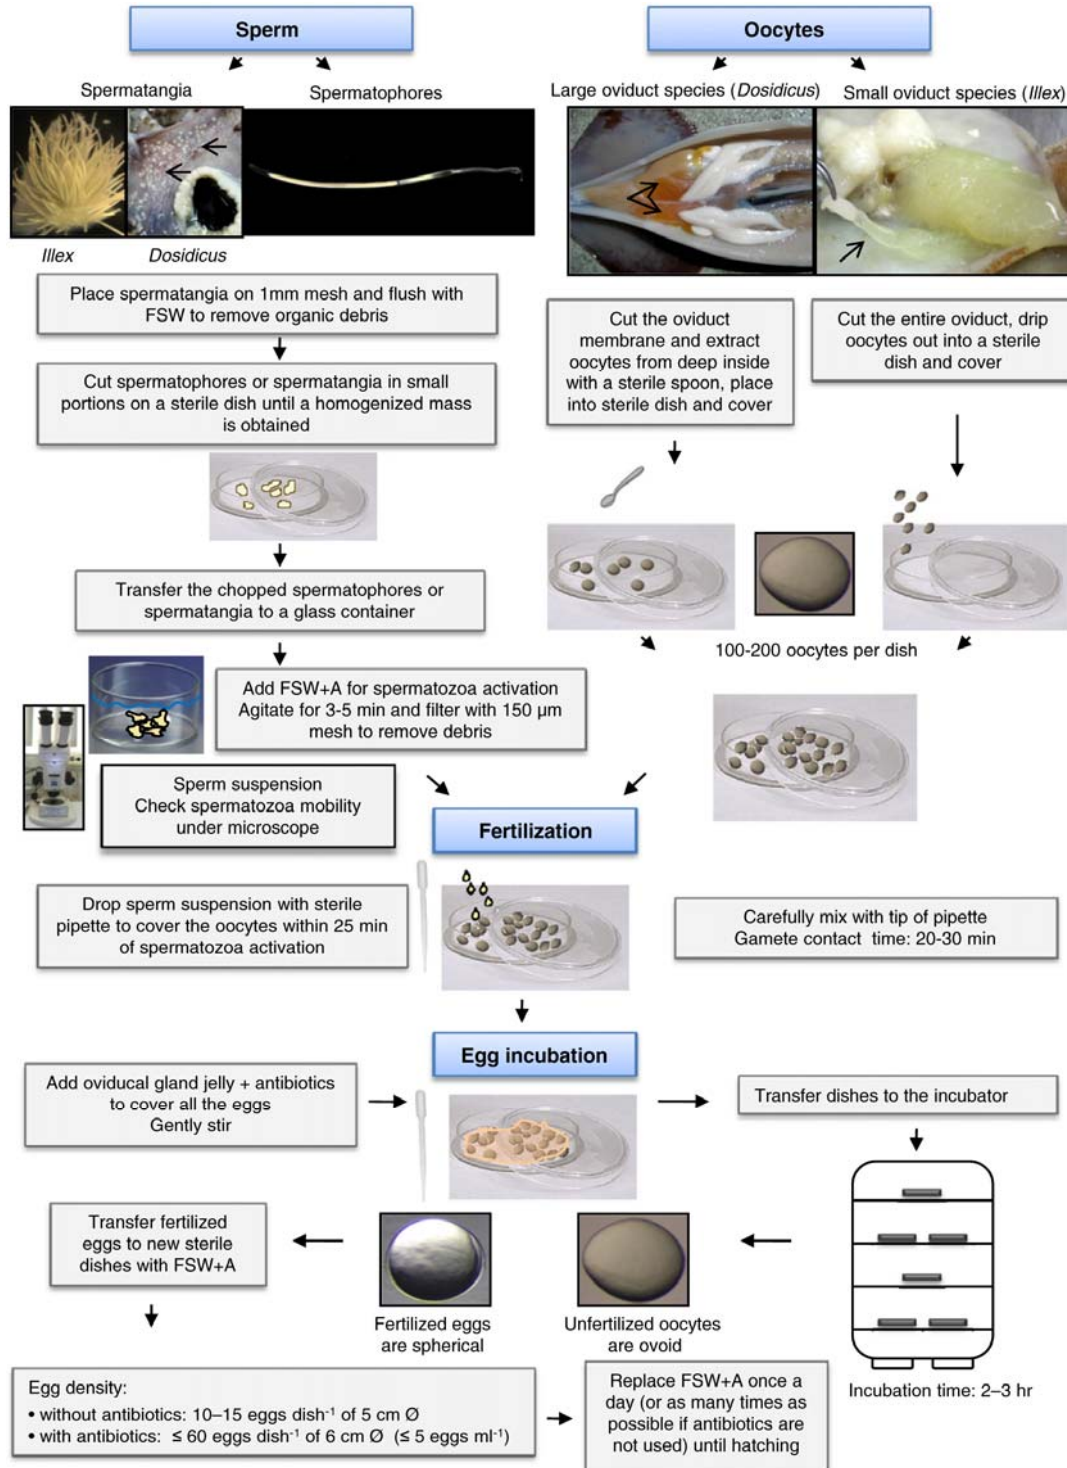 Sperm
Oocytes
Spermatangia
Spermatophores
Large oviduct species (Dosidicus)
Small oviduct species (Illex)
Illex
Dosidicus
Place spermatangia on 1mm mesh and flush with
FSW to remove organic debris
Cut the oviduct
membrane and extract
oocytes from deep inside
with a sterile spoon, place
into sterile dish and cover
Cut the entire oviduct, drip
oocytes out into a sterile
dish and cover
Cut spermatophores or spermatangia in small
portions on a sterile dish until a homogenized mass
is obtained
Transfer the chopped spermatophores or
spermatangia to a glass container
100-200 oocytes per dish
Add FSW+A for spermatozoa activation
Agitate for 3-5 min and filter with 150 µm
mesh to remove debris
Sperm suspension
Check spermatozoa mobility
under microscope
Fertilization
Drop sperm suspension with sterile
pipette to cover the oocytes within 25 min
of spermatozoa activation
Carefully mix with tip of pipette
Gamete contact time: 20-30 min
Egg incubation
Add oviducal gland jelly + antibiotics
to cover all the eggs
Gently stir
Transfer dishes to the incubator
Transfer fertilized
eggs to new sterile
dishes with FSW+A
Fertilized eggs
are spherical
Unfertilized oocytes
are ovoid
Incubation time: 2–3 hr
Egg density:
• without antibiotics: 10–15 eggs dish⁻¹ of 5 cm Ø
• with antibiotics: ≤ 60 eggs dish⁻¹ of 6 cm Ø (≤ 5 eggs ml⁻¹)
Replace FSW+A once a
day (or as many times as
possible if antibiotics are
not used) until hatching